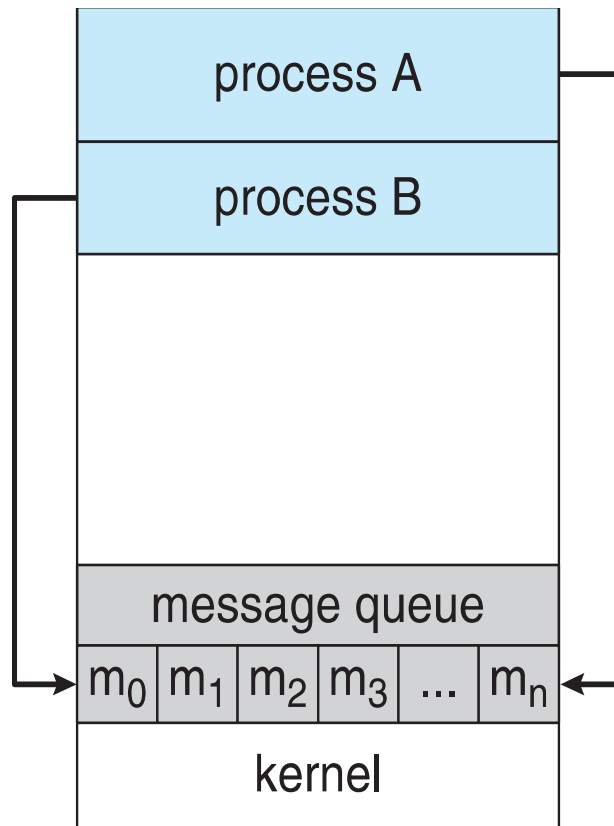 process A
process B
message queue
m₀ m₁ m₂ m₃ ... mₙ
kernel